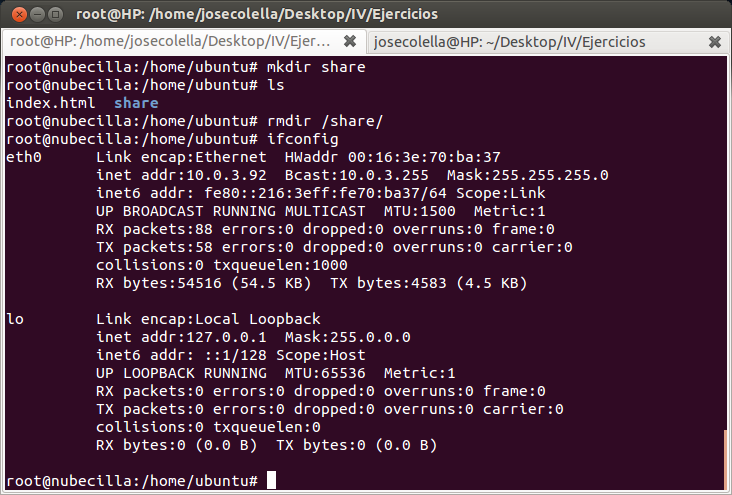 root@HP: /home/josecolella/Desktop/IV/Ejercicios
root@HP: /home/josecolella/Desktop/IV/Ejer... josecolella@HP: ~/Desktop/IV/Ejercicios
root@nubecilla:/home/ubuntu# mkdir share
root@nubecilla:/home/ubuntu# ls
index.html  share
root@nubecilla:/home/ubuntu# rmdir /share/
root@nubecilla:/home/ubuntu# ifconfig
eth0      Link encap:Ethernet  HWaddr 00:16:3e:70:ba:37
          inet addr:10.0.3.92  Bcast:10.0.3.255  Mask:255.255.255.0
          inet6 addr: fe80::216:3eff:fe70:ba37/64 Scope:Link
          UP BROADCAST RUNNING MULTICAST  MTU:1500  Metric:1
          RX packets:88 errors:0 dropped:0 overruns:0 frame:0
          TX packets:58 errors:0 dropped:0 overruns:0 carrier:0
          collisions:0 txqueuelen:1000
          RX bytes:54516 (54.5 KB)  TX bytes:4583 (4.5 KB)

lo        Link encap:Local Loopback
          inet addr:127.0.0.1  Mask:255.0.0.0
          inet6 addr: ::1/128 Scope:Host
          UP LOOPBACK RUNNING  MTU:65536  Metric:1
          RX packets:0 errors:0 dropped:0 overruns:0 frame:0
          TX packets:0 errors:0 dropped:0 overruns:0 carrier:0
          collisions:0 txqueuelen:0
          RX bytes:0 (0.0 B)  TX bytes:0 (0.0 B)

root@nubecilla:/home/ubuntu#